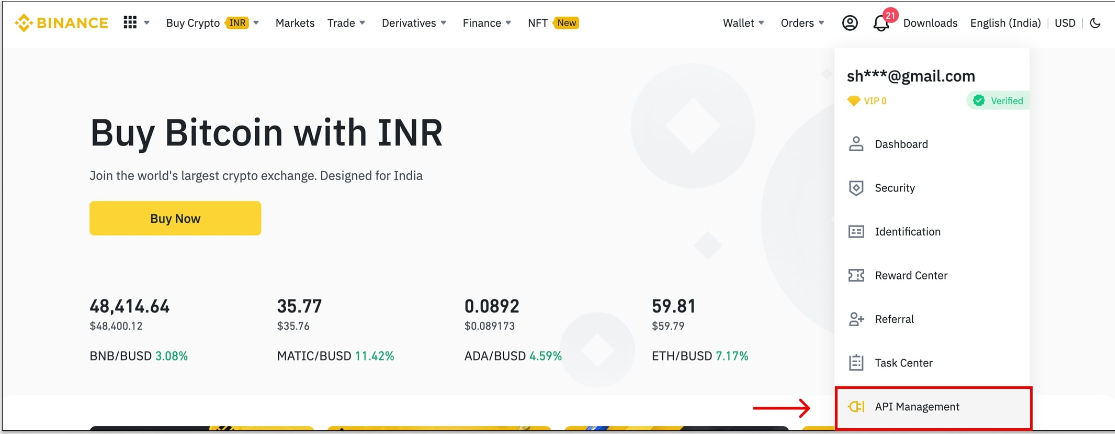 BINANCE Buy Crypto INR Markets Trade Derivatives Finance NFT New Wallet Orders 21 Downloads English (India) USD
sh***@gmail.com
VIP 0 Verified
Dashboard
Security
Identification
Reward Center
Referral
Task Center
API Management
Buy Bitcoin with INR
Join the world's largest crypto exchange. Designed for India
Buy Now
48,414.64 35.77 0.0892 59.81
$48,400.12 $35.76 $0.089173 $59.79
BNB/BUSD 3.08% MATIC/BUSD 11.42% ADA/BUSD 4.59% ETH/BUSD 7.17%